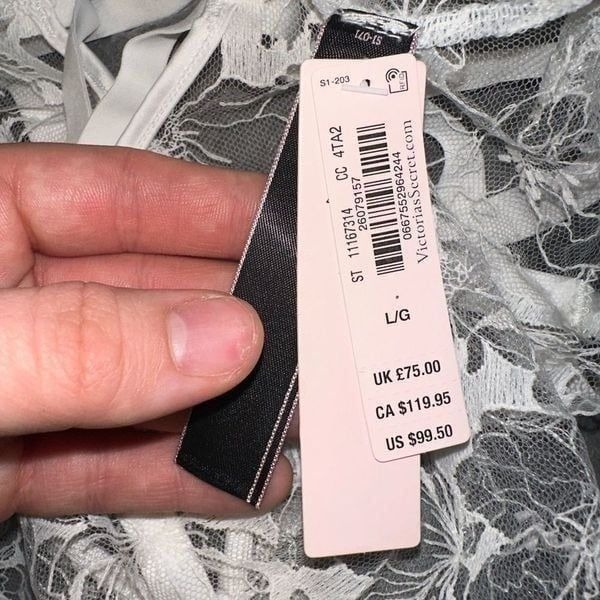 S1-071
S1-203
RFID
ST 11167314 CC 4TA2
26079157
0667552964244
VictoriasSecret.com
L/G
UK £75.00
CA $119.95
US $99.50